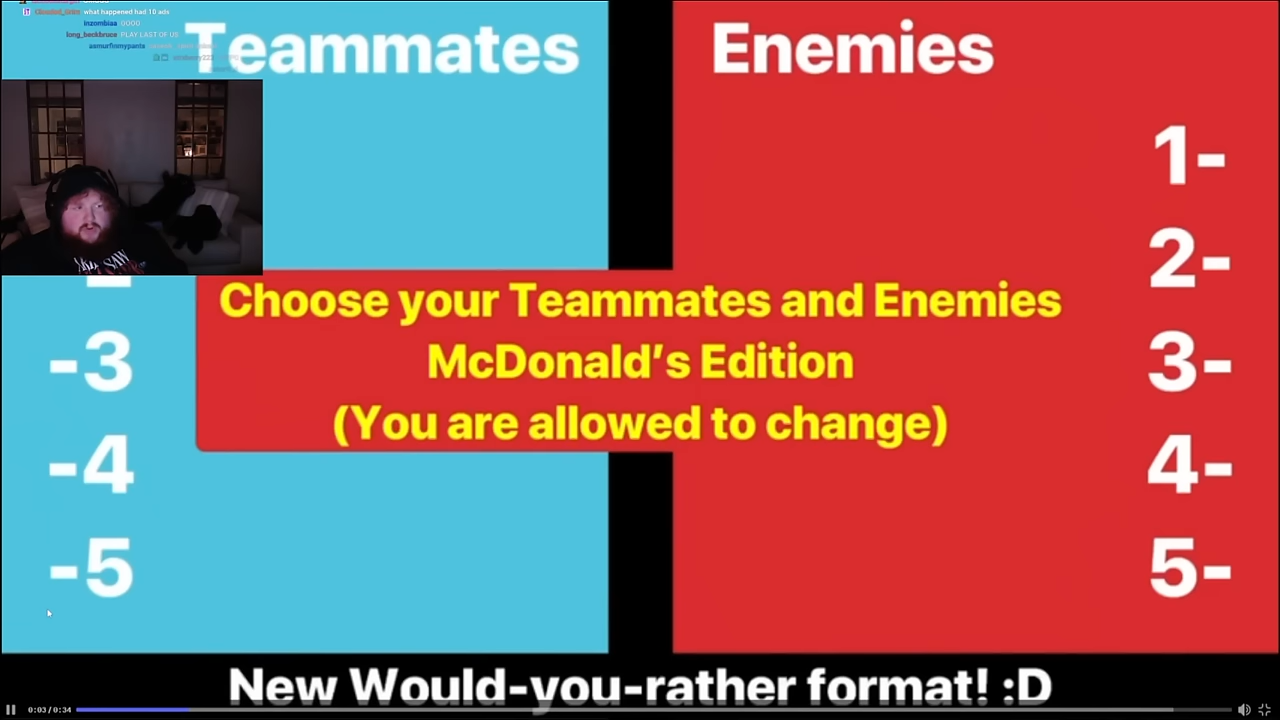 what happened had 10 ads
Inzombiaa: OOOO
long_beckbruce: PLAY LAST OF US
Teammates
Enemies
1-
2-
-3
3-
-4
4-
-5
5-
Choose your Teammates and Enemies
McDonald's Edition
(You are allowed to change)
New Would-you-rather format! :D
0:03 / 0:34